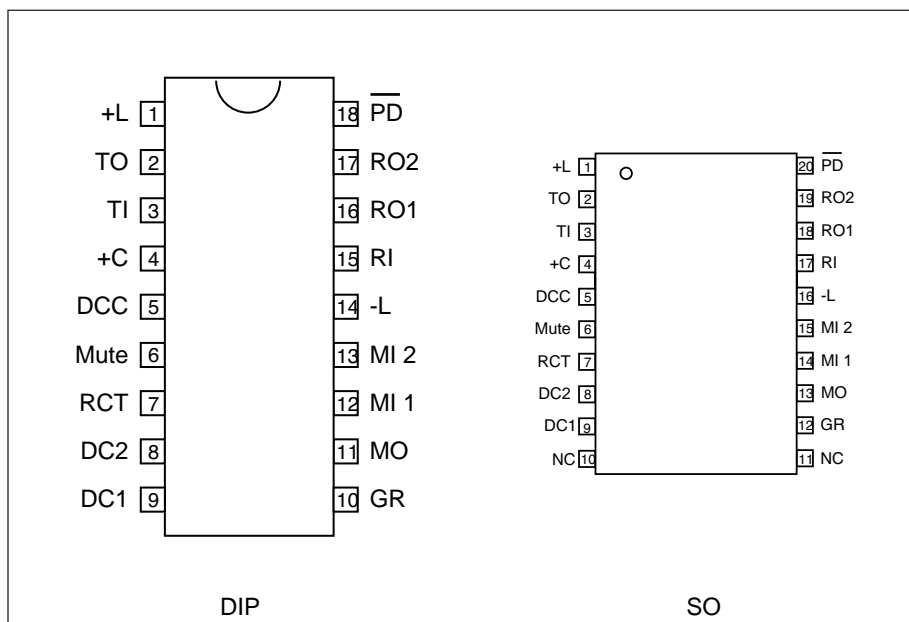 +L 1 18 P̅D̅
TO 2 17 RO2
TI 3 16 RO1
+C 4 15 RI
DCC 5 14 -L
Mute 6 13 MI 2
RCT 7 12 MI 1
DC2 8 11 MO
DC1 9 10 GR
DIP
+L 1 20 P̅D̅
TO 2 19 RO2
TI 3 18 RO1
+C 4 17 RI
DCC 5 16 -L
Mute 6 15 MI 2
RCT 7 14 MI 1
DC2 8 13 MO
DC1 9 12 GR
NC 10 11 NC
SO